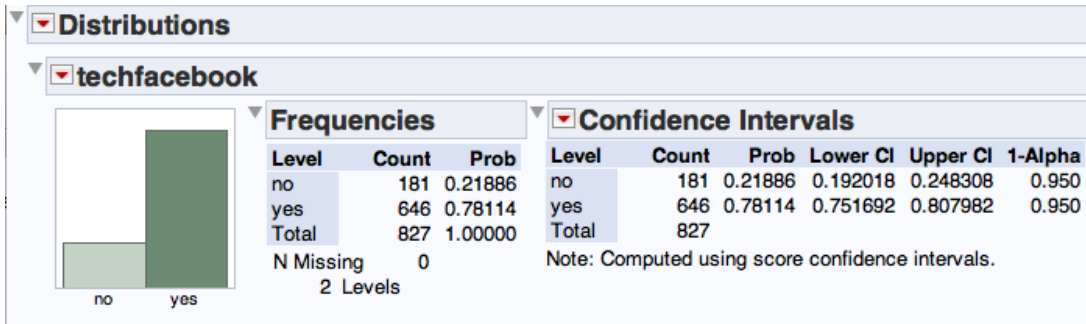 Distributions
techfacebook
no yes
Frequencies
Level Count Prob
no 181 0.21886
yes 646 0.78114
Total 827 1.00000
N Missing 0
2 Levels
Confidence Intervals
Level Count Prob Lower CI Upper CI 1-Alpha
no 181 0.21886 0.192018 0.248308 0.950
yes 646 0.78114 0.751692 0.807982 0.950
Total 827
Note: Computed using score confidence intervals.